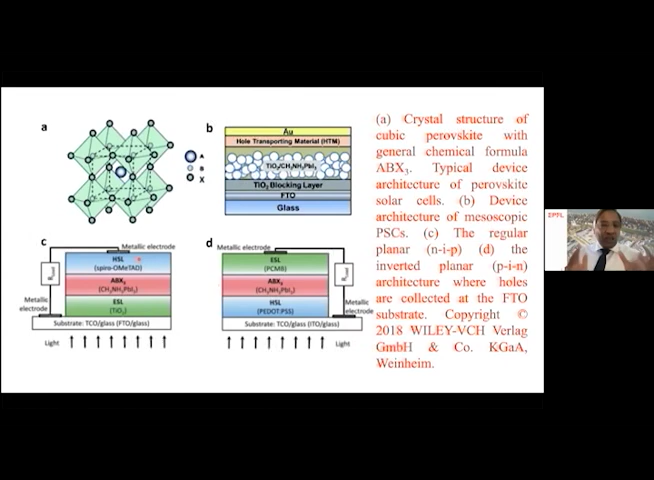 a
A
B
X
b
Au
Hole Transporting Material (HTM)
TiO₂/CH₃NH₃PbI₃
TiO₂ Blocking Layer
FTO
Glass
c
Metallic electrode
HSL
(spiro-OMeTAD)
ABX₃
(CH₃NH₃PbI₃)
ESL
(TiO₂)
Metallic
electrode
Substrate: TCO/glass (FTO/glass)
Light
d
Metallic electrode
ESL
(PCMB)
ABX₃
(CH₃NH₃PbI₃)
HSL
(PEDOT:PSS)
Metallic
electrode
Substrate: TCO/glass (ITO/glass)
Light
(a) Crystal structure of
cubic perovskite with
general chemical formula
ABX₃. Typical device
architecture of perovskite
solar cells. (b) Device
architecture of mesoscopic
PSCs. (c) The regular
planar (n-i-p) (d) the
inverted planar (p-i-n)
architecture where holes
are collected at the FTO
substrate. Copyright ©
2018 WILEY-VCH Verlag
GmbH & Co. KGaA,
Weinheim.
EPFL